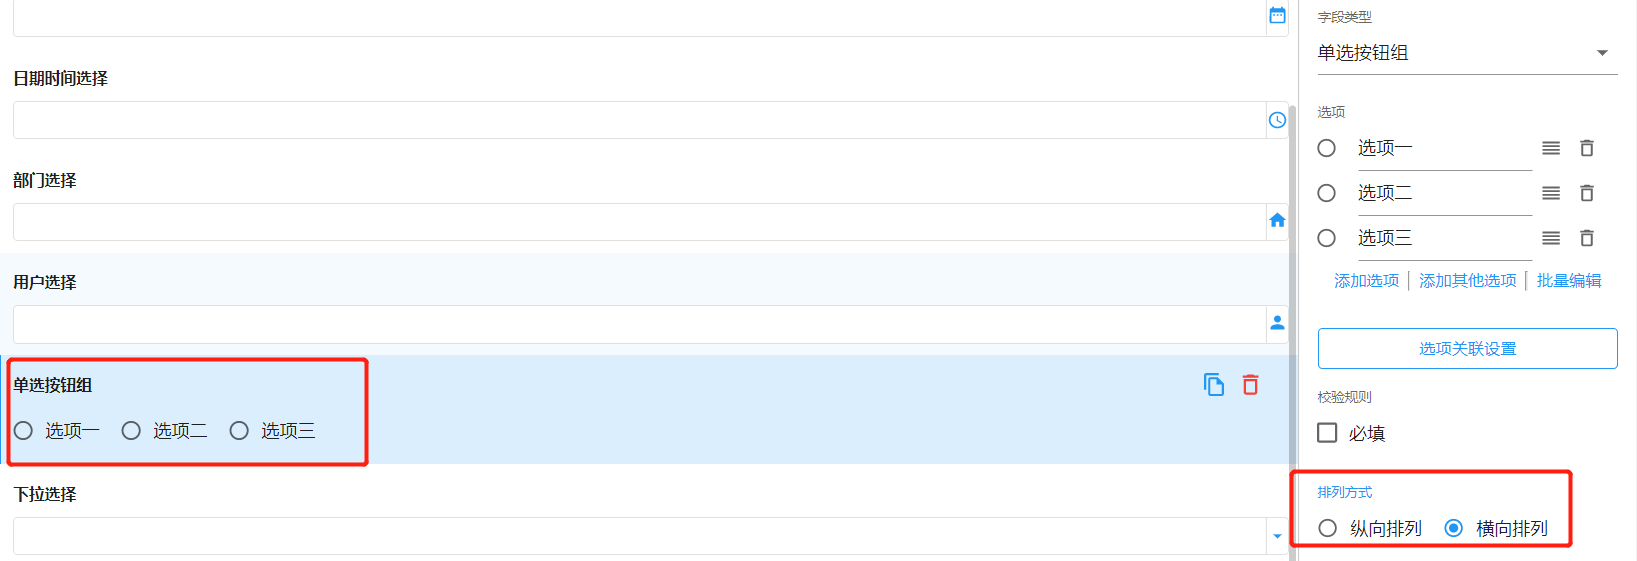 日期时间选择
部门选择
用户选择
单选按钮组
选项一 选项二 选项三
下拉选择
字段类型
单选按钮组
选项
选项一
选项二
选项三
添加选项 添加其他选项 批量编辑
选项关联设置
校验规则
必填
排列方式
纵向排列 横向排列